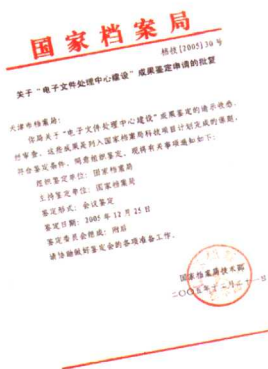 国家档案局
档技[2005]30号
关于“电子文件处理中心建设”成果鉴定申请的批复
天津市档案局:
你局关于“电子文件处理中心建设”成果鉴定的请示收悉。
经审查,这些成果是列入国家档案局科技项目计划完成的课题,
符合鉴定条件,同意组织鉴定。现将有关事项通知如下:
组织鉴定单位:国家档案局
主持鉴定单位:国家档案局
鉴定形式:会议鉴定
鉴定日期:2005年12月25日
鉴定委员会组成:附后
请协助做好鉴定会的各项准备工作。
国家档案局技术部
二〇〇五年十二月二十一日